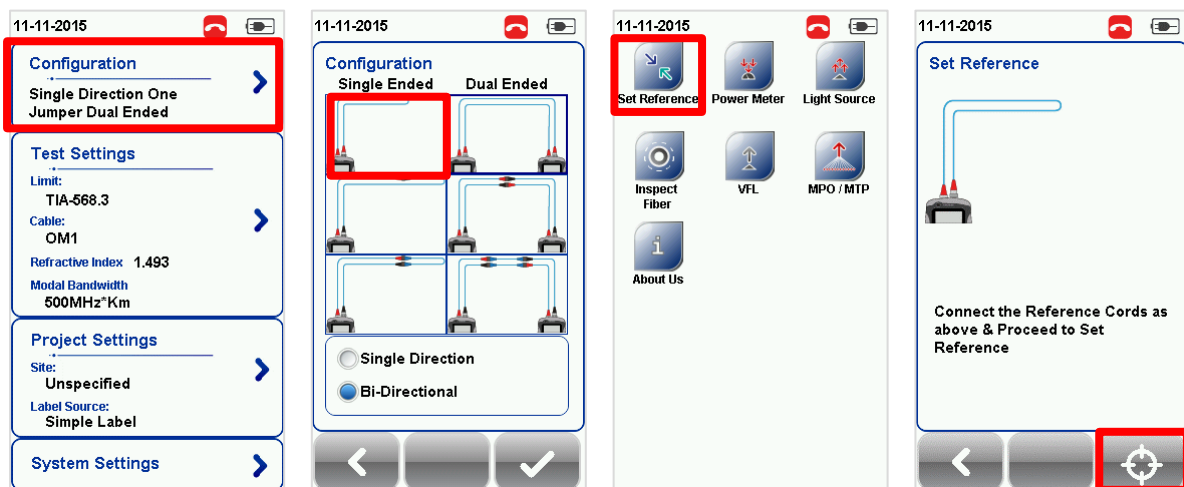 11-11-2015
Configuration
Single Direction One
Jumper Dual Ended
Test Settings
Limit:
TIA-568.3
Cable:
OM1
Refractive Index 1.493
Modal Bandwidth
500MHz*Km
Project Settings
Site:
Unspecified
Label Source:
Simple Label
System Settings
11-11-2015
Configuration
Single Ended Dual Ended
Single Direction
Bi-Directional
11-11-2015
Set Reference Power Meter Light Source
Inspect
Fiber
VFL
MPO / MTP
i
About Us
11-11-2015
Set Reference
Connect the Reference Cords as
above & Proceed to Set
Reference